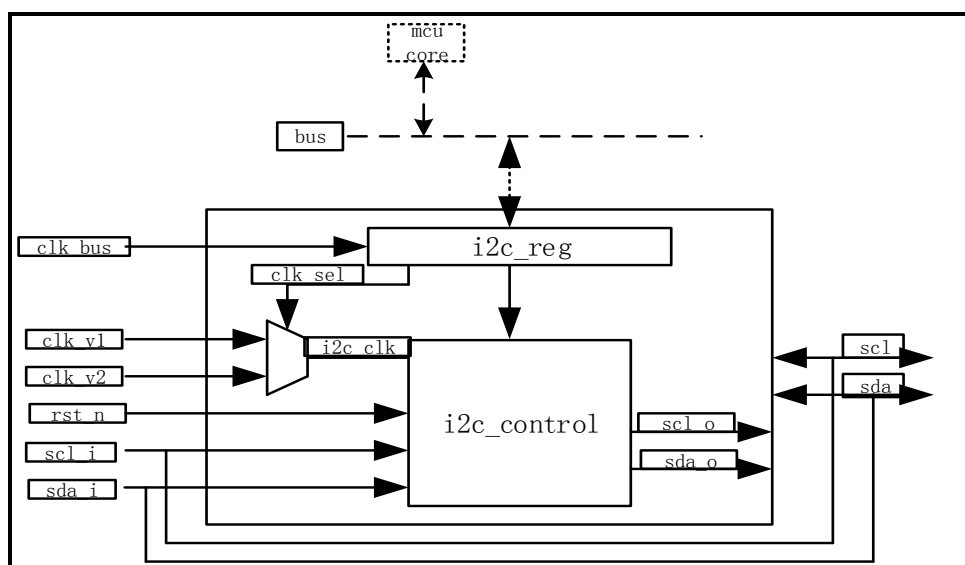 mcu
core
bus
clk_bus
i2c_reg
clk_sel
clk_v1
i2c_clk
scl
clk_v2
sda
rst_n
i2c_control
scl_o
scl_i
sda_o
sda_i